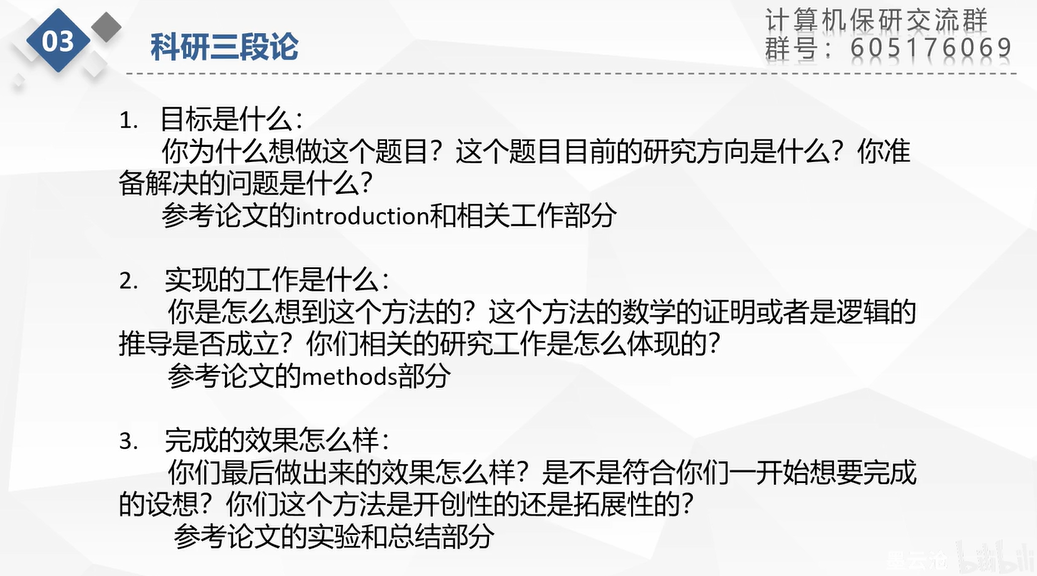 03
科研三段论
计算机保研交流群
群号：605176069
1. 目标是什么：
你为什么想做这个题目？这个题目目前的研究方向是什么？你准
备解决的问题是什么？
参考论文的introduction和相关工作部分
2. 实现的工作是什么：
你是怎么想到这个方法的？这个方法的数学的证明或者是逻辑的
推导是否成立？你们相关的研究工作是怎么体现的？
参考论文的methods部分
3. 完成的效果怎么样：
你们最后做出来的效果怎么样？是不是符合你们一开始想要完成
的设想？你们这个方法是开创性的还是拓展性的？
参考论文的实验和总结部分
bilibili